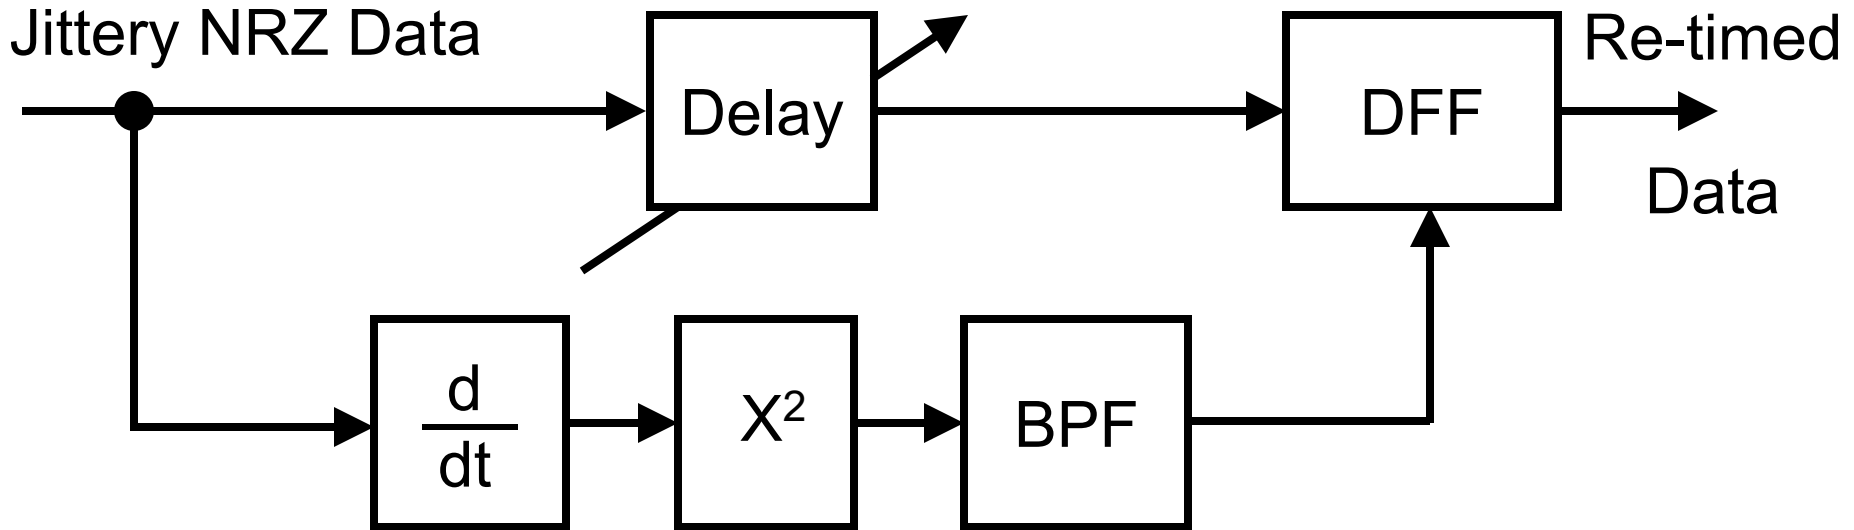 Jittery NRZ Data
Delay
DFF
Re-timed
Data
d
dt
X²
BPF